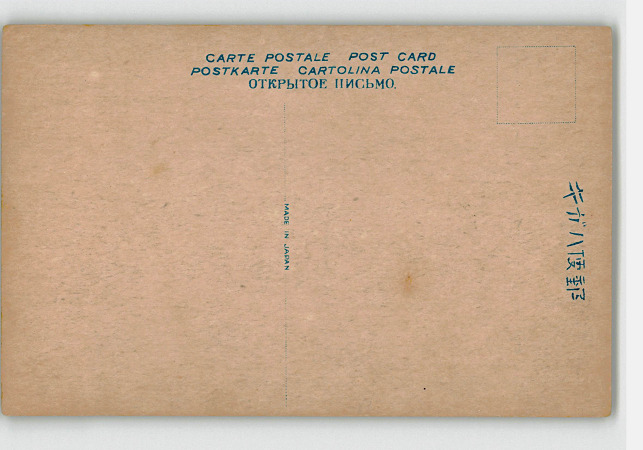 CARTE POSTALE POST CARD
POSTKARTE CARTOLINA POSTALE
ОТКРЫТОЕ ПИСЬМО.
MADE IN JAPAN
郵便ハガキ